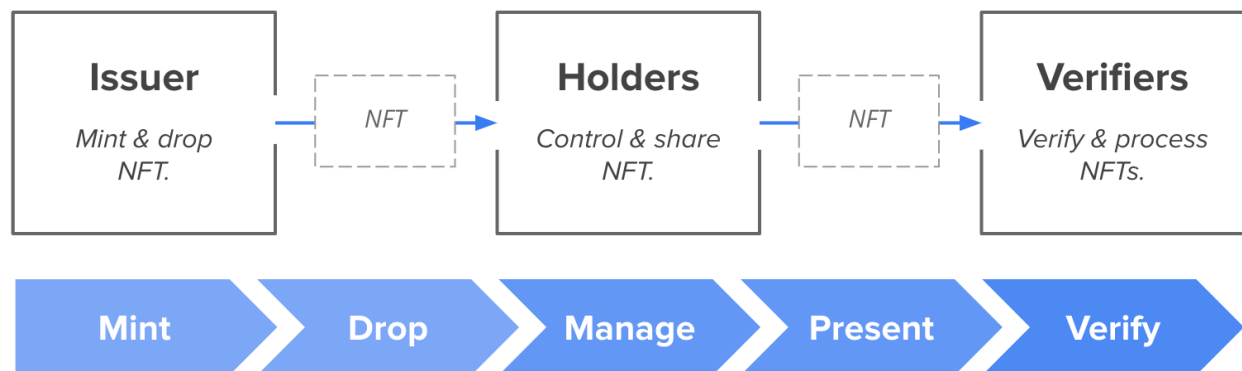 Issuer
Mint & drop
NFT.
NFT
Holders
Control & share
NFT.
NFT
Verifiers
Verify & process
NFTs.
Mint
Drop
Manage
Present
Verify